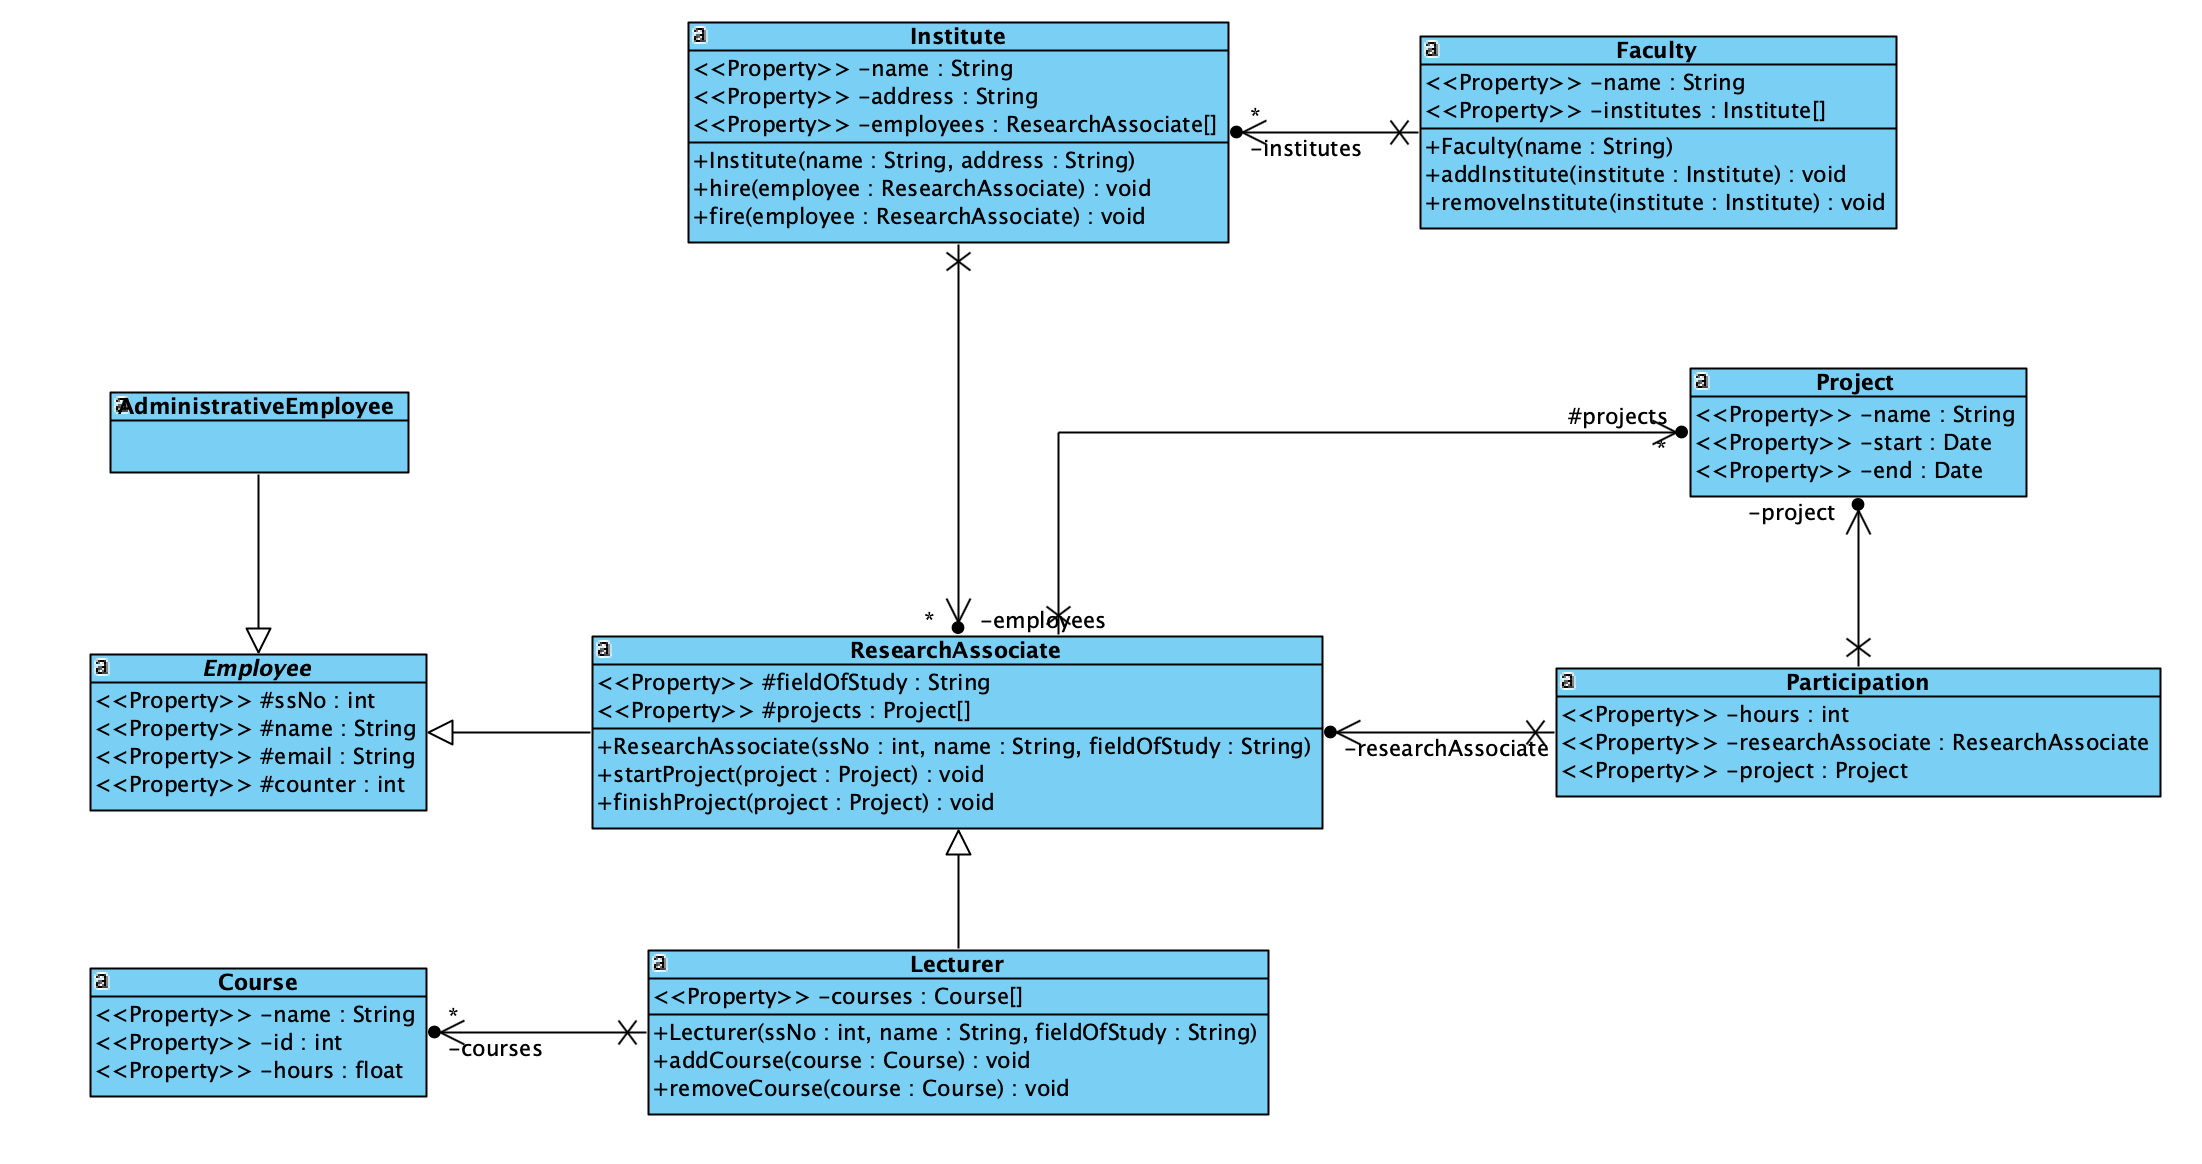 a
Institute
<<Property>> -name : String
<<Property>> -address : String
<<Property>> -employees : ResearchAssociate[]
+Institute(name : String, address : String)
+hire(employee : ResearchAssociate) : void
+fire(employee : ResearchAssociate) : void
*
-institutes
a
Faculty
<<Property>> -name : String
<<Property>> -institutes : Institute[]
+Faculty(name : String)
+addInstitute(institute : Institute) : void
+removeInstitute(institute : Institute) : void
a
AdministrativeEmployee
#projects
*
a
Project
<<Property>> -name : String
<<Property>> -start : Date
<<Property>> -end : Date
-project
*
-employees
a
Employee
<<Property>> #ssNo : int
<<Property>> #name : String
<<Property>> #email : String
<<Property>> #counter : int
a
ResearchAssociate
<<Property>> #fieldOfStudy : String
<<Property>> #projects : Project[]
+ResearchAssociate(ssNo : int, name : String, fieldOfStudy : String)
+startProject(project : Project) : void
+finishProject(project : Project) : void
-researchAssociate
a
Participation
<<Property>> -hours : int
<<Property>> -researchAssociate : ResearchAssociate
<<Property>> -project : Project
a
Course
<<Property>> -name : String
<<Property>> -id : int
<<Property>> -hours : float
*
-courses
a
Lecturer
<<Property>> -courses : Course[]
+Lecturer(ssNo : int, name : String, fieldOfStudy : String)
+addCourse(course : Course) : void
+removeCourse(course : Course) : void